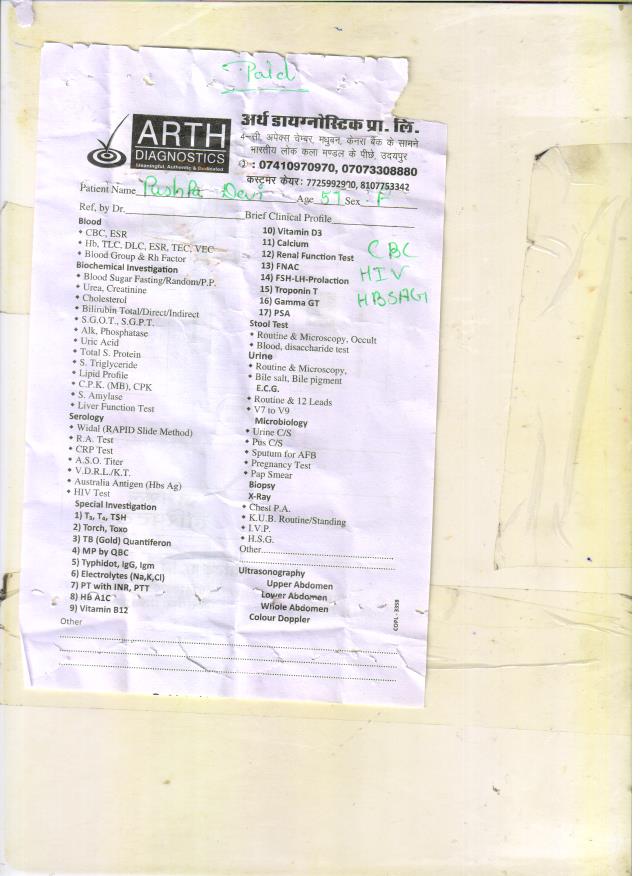 Paid
ARTH
DIAGNOSTICS
Meaningful, Authentic & Dedicated
अर्थ डायग्नोस्टिक प्रा. लि.
4-सी, अपेक्स चेम्बर, मधुबन, केनरा बैंक के सामने
भारतीय लोक कला मण्डल के पीछे, उदयपुर
: 07410970970, 07073308880
कस्टमर केयर: 7725992910, 8107753342
Patient Name Pushpa Devi Age 57 Sex F
Ref, by Dr. Brief Clinical Profile
Blood
CBC, ESR
Hb, TLC, DLC, ESR, TEC, VEC
Blood Group & Rh Factor
Biochemical Investigation
Blood Sugar Fasting/Random/P.P.
Urea, Creatinine
Cholesterol
Bilirubin Total/Direct/Indirect
S.G.O.T., S.G.P.T.
Alk, Phosphatase
Uric Acid
Total S. Protein
S. Triglyceride
Lipid Profile
C.P.K. (MB), CPK
S. Amylase
Liver Function Test
Serology
Widal (RAPID Slide Method)
R.A. Test
CRP Test
A.S.O. Titer
V.D.R.L./K.T.
Australia Antigen (Hbs Ag)
HIV Test
Special Investigation
1) T₃, T₄, TSH
2) Torch, Toxo
3) TB (Gold) Quantiferon
4) MP by QBC
5) Typhidot, IgG, Igm
6) Electrolytes (Na,K,Cl)
7) PT with INR, PTT
8) Hb A1C
9) Vitamin B12
Other
10) Vitamin D3
11) Calcium
12) Renal Function Test
13) FNAC
14) FSH-LH-Prolaction
15) Troponin T
16) Gamma GT
17) PSA
CBC
HIV
HBSAG
Stool Test
Routine & Microscopy, Occult
Blood, disaccharide test
Urine
Routine & Microscopy,
Bile salt, Bile pigment
E.C.G.
Routine & 12 Leads
V7 to V9
Microbiology
Urine C/S
Pus C/S
Sputum for AFB
Pregnancy Test
Pap Smear
Biopsy
X-Ray
Chest P.A.
K.U.B. Routine/Standing
I.V.P.
H.S.G.
Other
Ultrasonography
Upper Abdomen
Lower Abdomen
Whole Abdomen
Colour Doppler